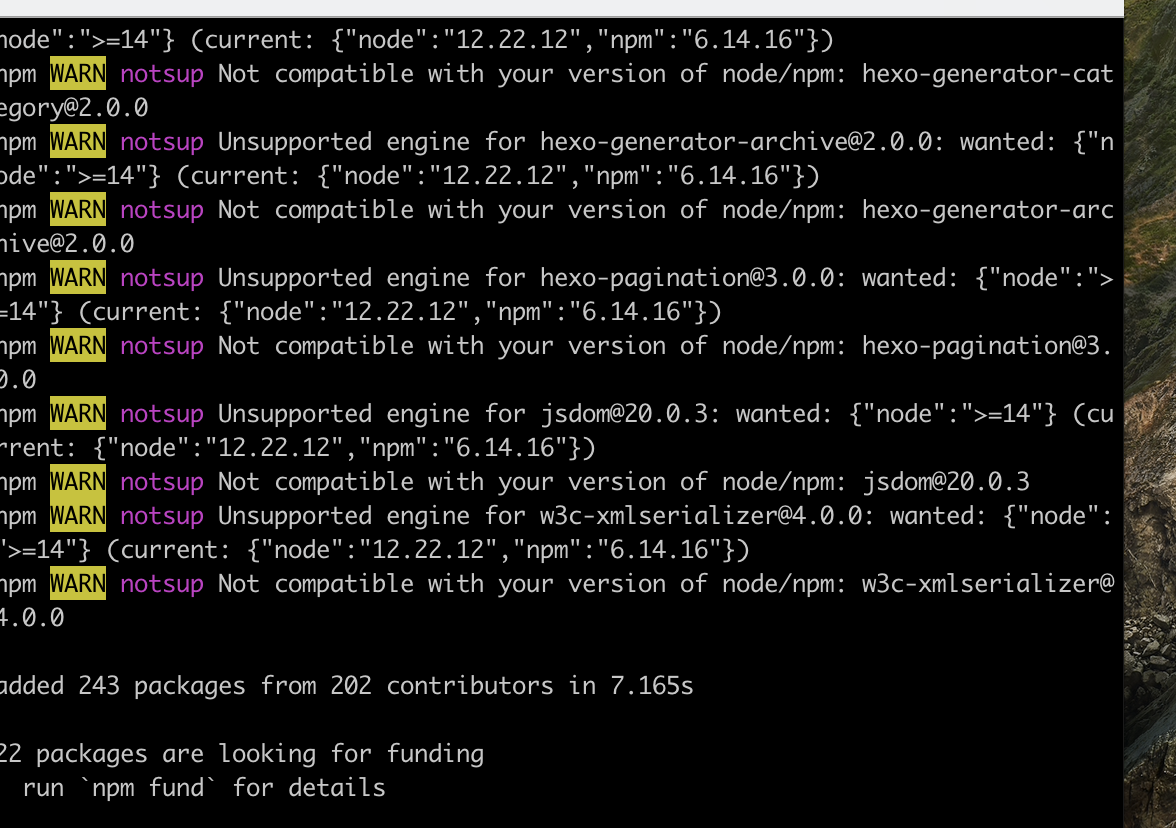 node":">=14"} (current: {"node":"12.22.12","npm":"6.14.16"})
npm WARN notsup Not compatible with your version of node/npm: hexo-generator-cat
egory@2.0.0
npm WARN notsup Unsupported engine for hexo-generator-archive@2.0.0: wanted: {"n
ode":">=14"} (current: {"node":"12.22.12","npm":"6.14.16"})
npm WARN notsup Not compatible with your version of node/npm: hexo-generator-arc
hive@2.0.0
npm WARN notsup Unsupported engine for hexo-pagination@3.0.0: wanted: {"node":">
=14"} (current: {"node":"12.22.12","npm":"6.14.16"})
npm WARN notsup Not compatible with your version of node/npm: hexo-pagination@3.
0.0
npm WARN notsup Unsupported engine for jsdom@20.0.3: wanted: {"node":">=14"} (cu
rrent: {"node":"12.22.12","npm":"6.14.16"})
npm WARN notsup Not compatible with your version of node/npm: jsdom@20.0.3
npm WARN notsup Unsupported engine for w3c-xmlserializer@4.0.0: wanted: {"node":
">=14"} (current: {"node":"12.22.12","npm":"6.14.16"})
npm WARN notsup Not compatible with your version of node/npm: w3c-xmlserializer@
4.0.0
added 243 packages from 202 contributors in 7.165s
22 packages are looking for funding
run `npm fund` for details